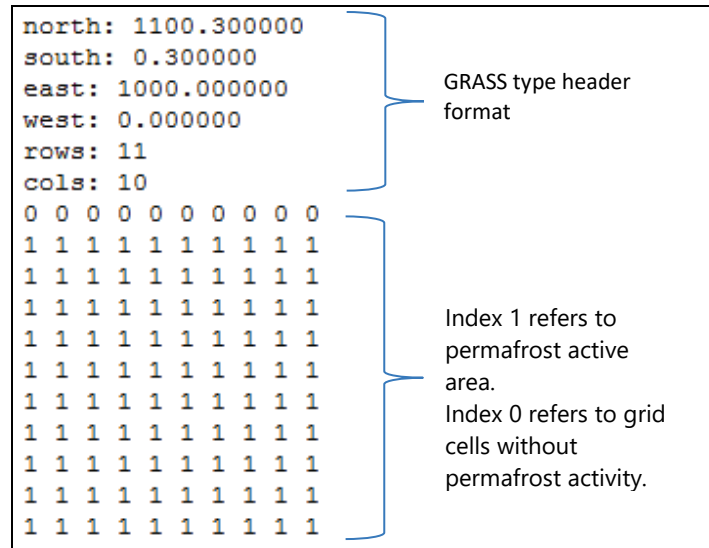 north: 1100.300000
south: 0.300000
east: 1000.000000
west: 0.000000
rows: 11
cols: 10
0 0 0 0 0 0 0 0 0 0
1 1 1 1 1 1 1 1 1 1
1 1 1 1 1 1 1 1 1 1
1 1 1 1 1 1 1 1 1 1
1 1 1 1 1 1 1 1 1 1
1 1 1 1 1 1 1 1 1 1
1 1 1 1 1 1 1 1 1 1
1 1 1 1 1 1 1 1 1 1
1 1 1 1 1 1 1 1 1 1
1 1 1 1 1 1 1 1 1 1
1 1 1 1 1 1 1 1 1 1
GRASS type header
format
Index 1 refers to
permafrost active
area.
Index 0 refers to grid
cells without
permafrost activity.